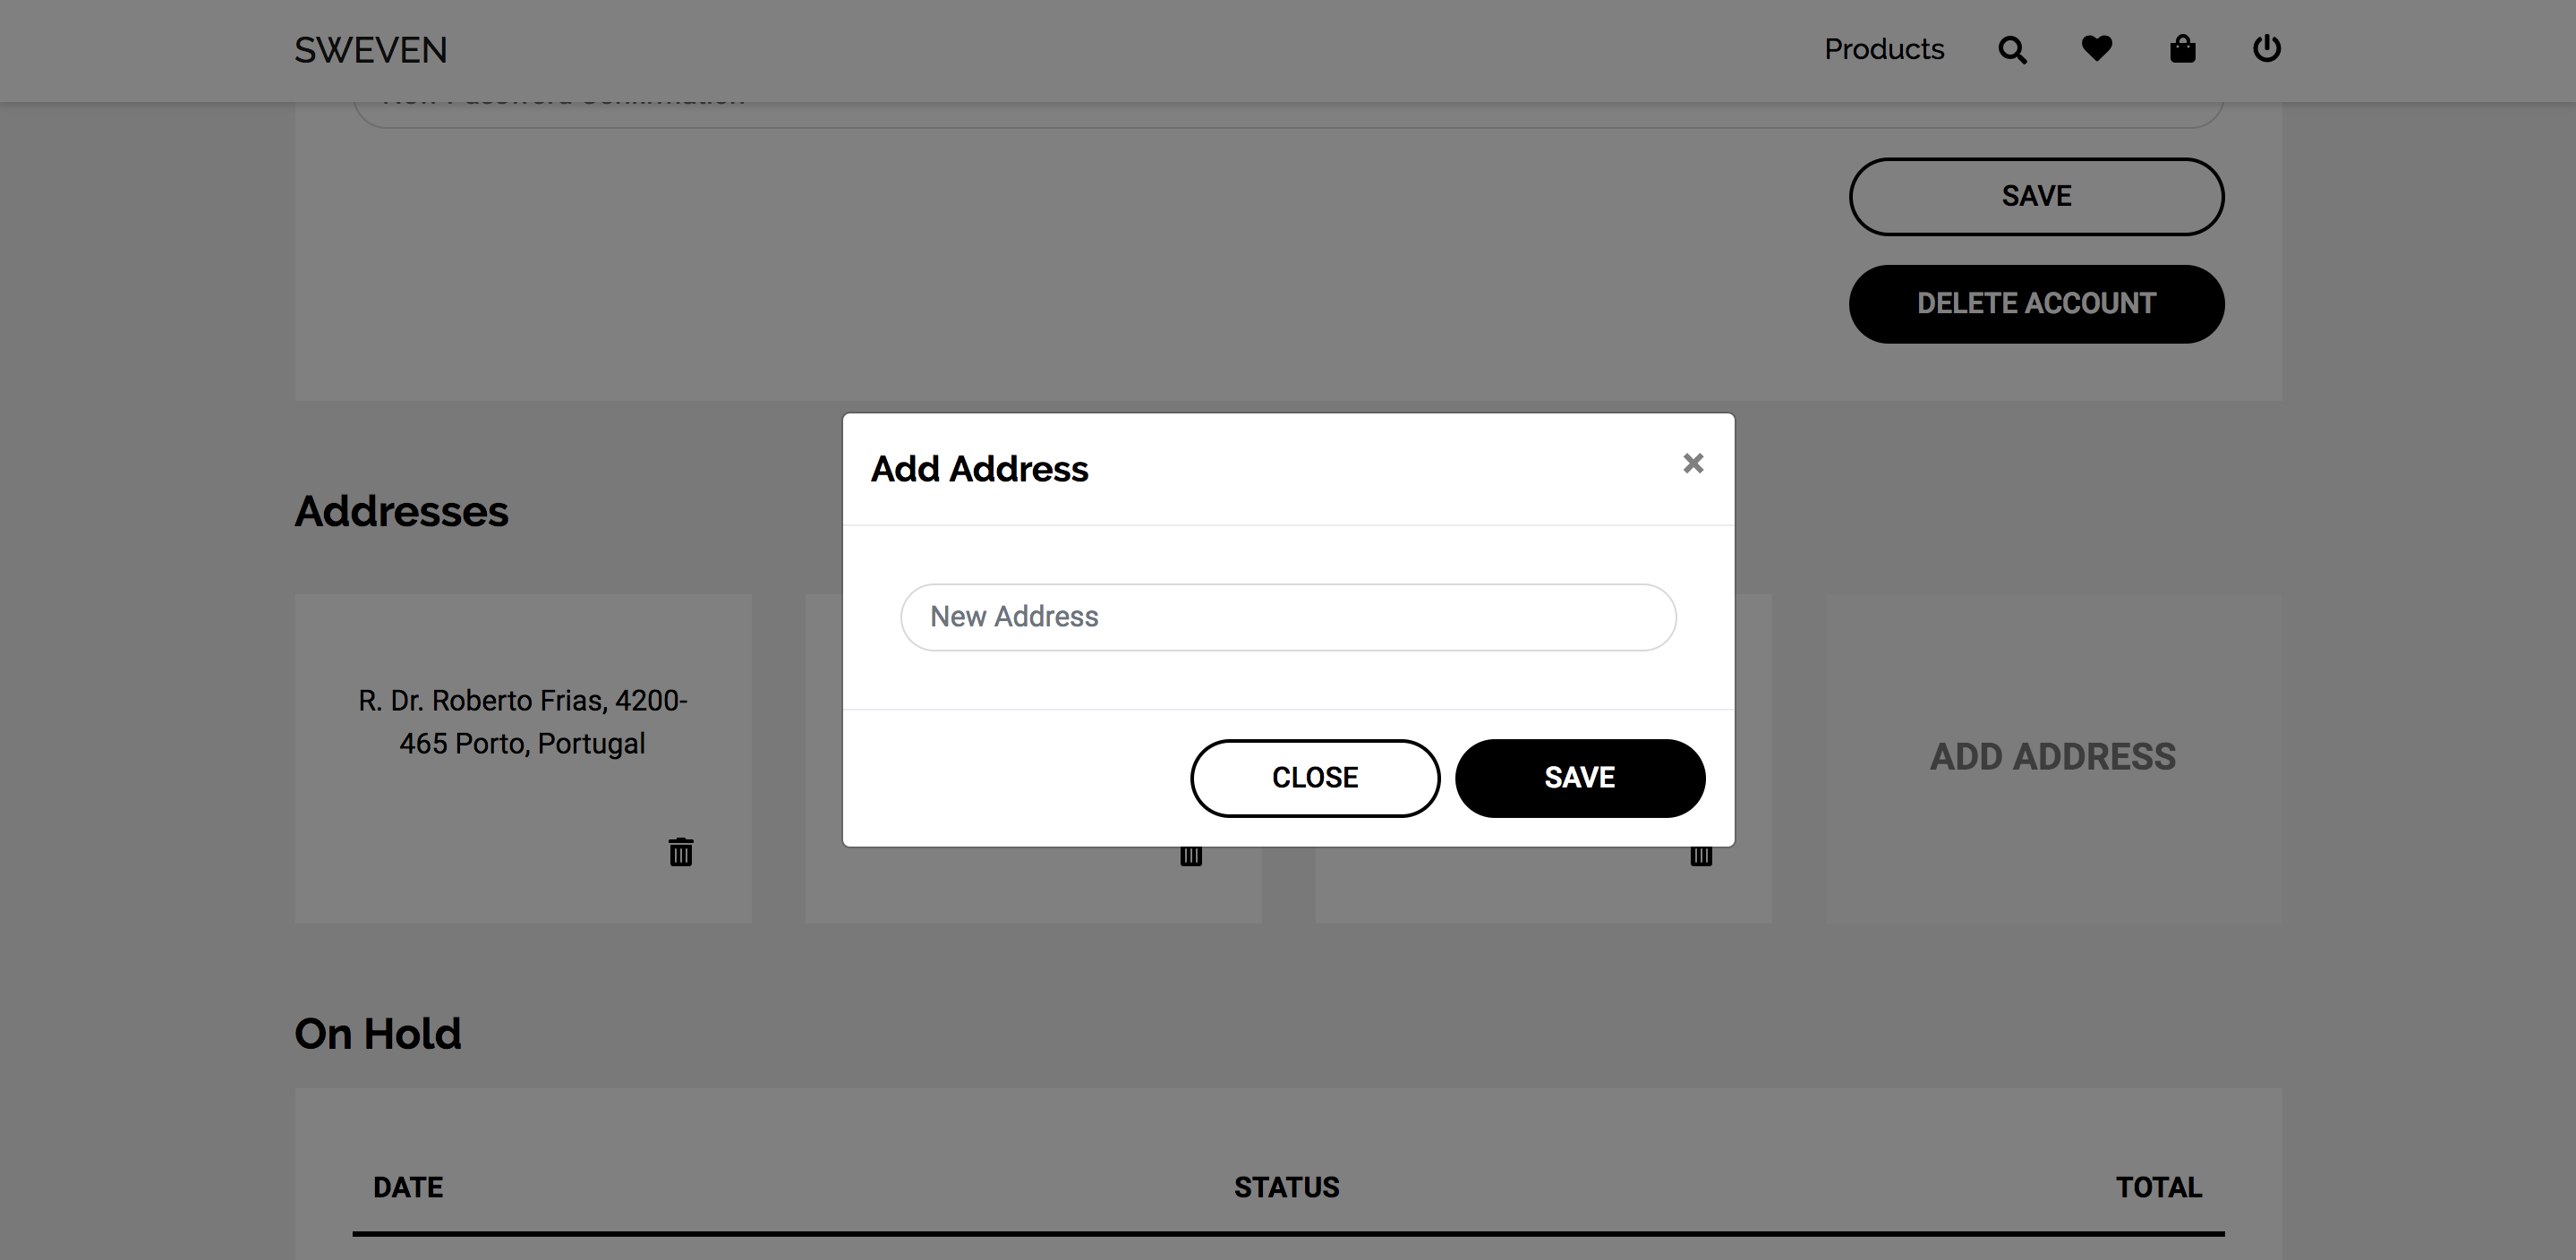 SWEVEN
Products
SAVE
DELETE ACCOUNT
Add Address
×
New Address
CLOSE
SAVE
Addresses
R. Dr. Roberto Frias, 4200-
465 Porto, Portugal
ADD ADDRESS
On Hold
DATE STATUS TOTAL